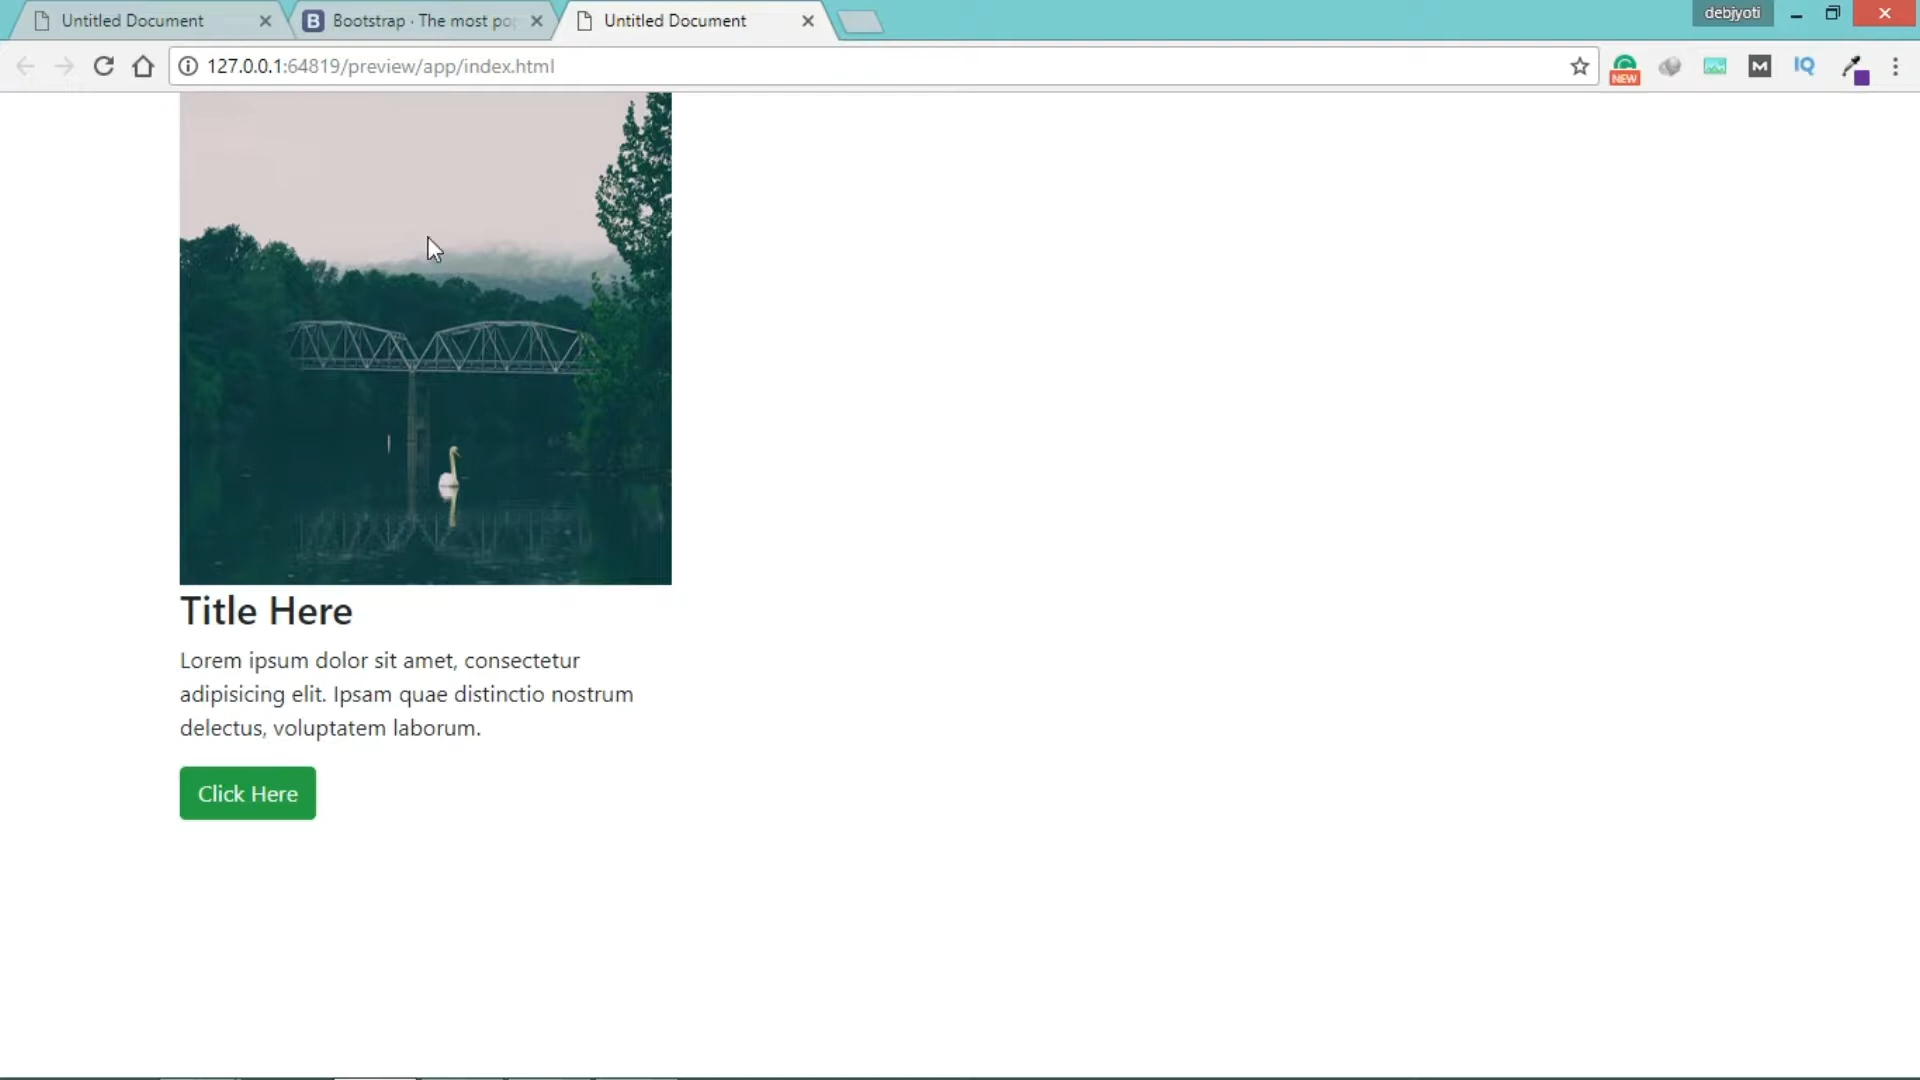 Untitled Document
Bootstrap · The most po
Untitled Document
debjyoti
127.0.0.1:64819/preview/app/index.html
NEW
M
IQ
Title Here
Lorem ipsum dolor sit amet, consectetur
adipisicing elit. Ipsam quae distinctio nostrum
delectus, voluptatem laborum.
Click Here